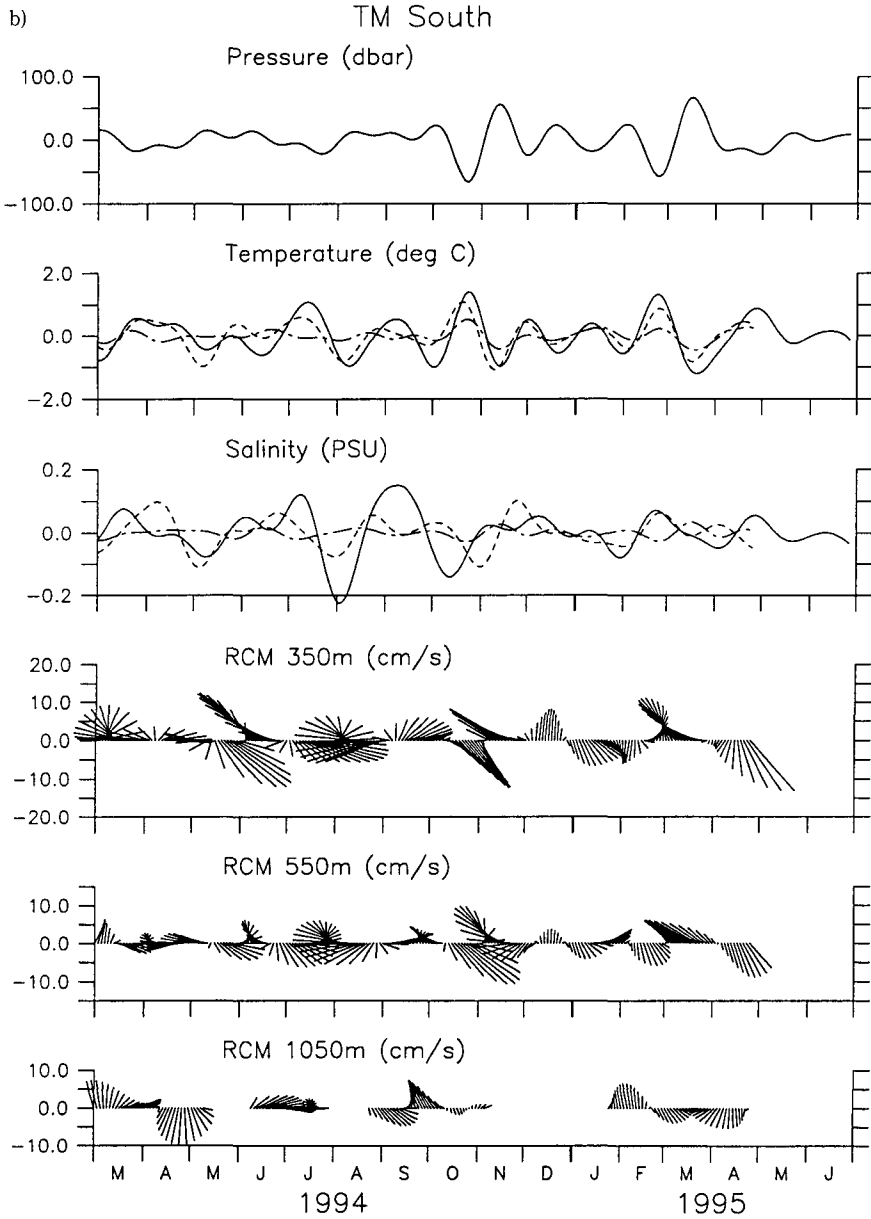 b)
TM South
Pressure (dbar)
100.0
0.0
-100.0
Temperature (deg C)
2.0
0.0
-2.0
Salinity (PSU)
0.2
0.0
-0.2
RCM 350m (cm/s)
20.0
10.0
0.0
-10.0
-20.0
RCM 550m (cm/s)
10.0
0.0
-10.0
RCM 1050m (cm/s)
10.0
0.0
-10.0
M A M J J A S O N D J F M A M J
1994 1995